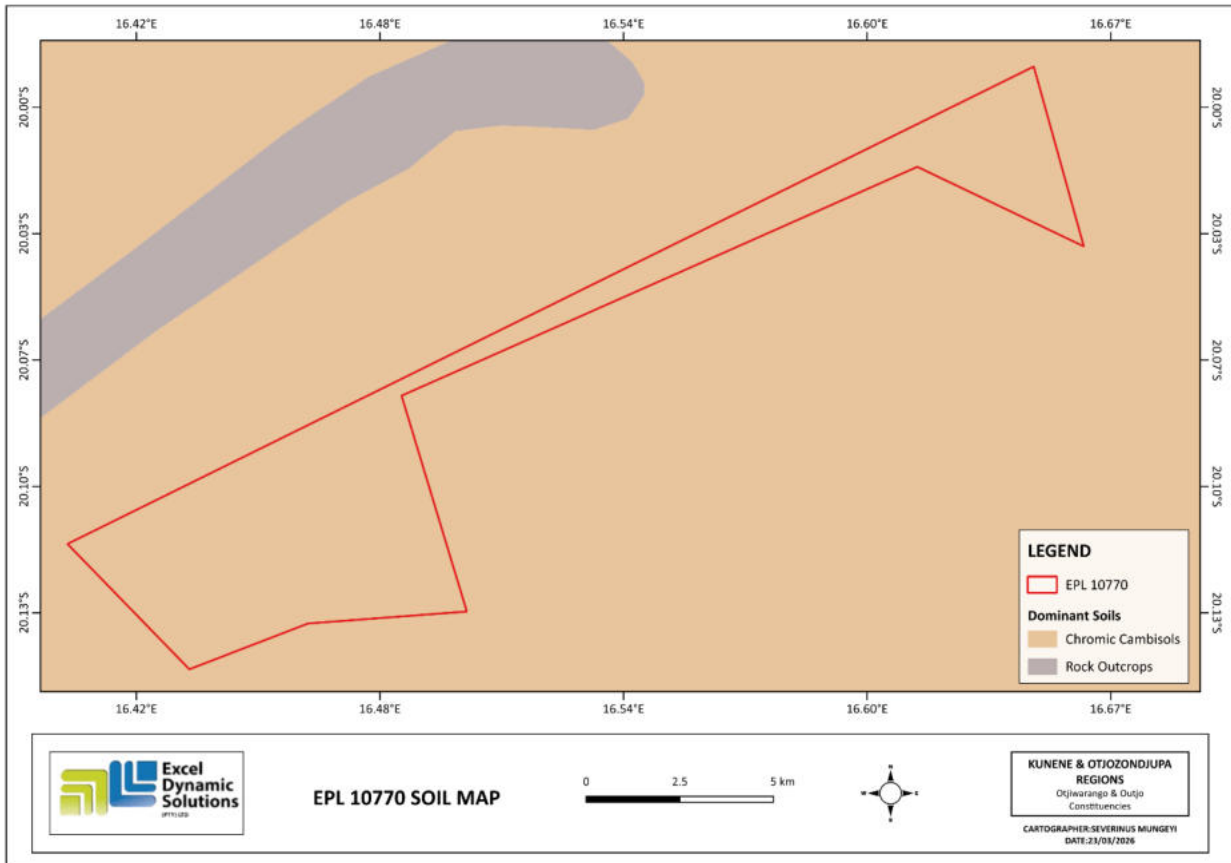 16.42°E 16.48°E 16.54°E 16.60°E 16.67°E
20.00°S 20.00°S
20.03°S 20.03°S
20.07°S 20.07°S
20.10°S 20.10°S
20.13°S 20.13°S
LEGEND
EPL 10770
Dominant Soils
Chromic Cambisols
Rock Outcrops
16.42°E 16.48°E 16.54°E 16.60°E 16.67°E
Excel
Dynamic
Solutions
(PTY) LTD
EPL 10770 SOIL MAP
0 2.5 5 km
N
W E
S
KUNENE & OTJOZONDJUPA
REGIONS
Otjiwarango & Outjo
Constituencies
CARTOGRAPHER:SEVERINUS MUNGEYI
DATE:23/03/2026